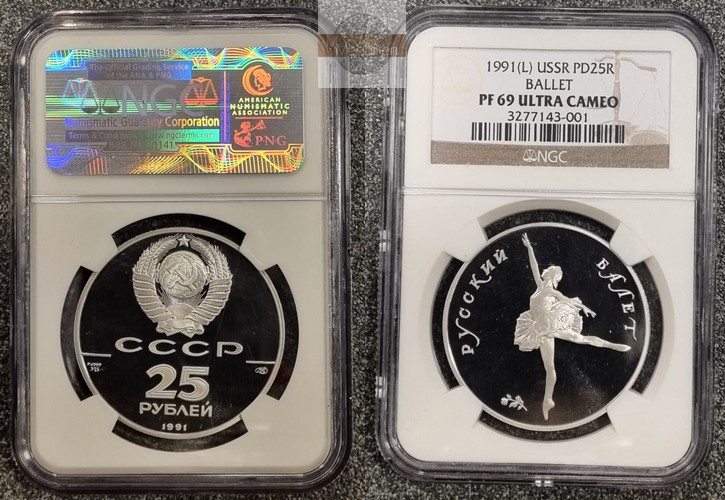 The Official Grading Service
of the ANA & PNG
NGC
Numismatic Guaranty Corporation
AMERICAN
NUMISMATIC
ASSOCIATION
PNG
СССР
25
РУБЛЕЙ
1991
1991(L) USSR PD25R
BALLET
PF 69 ULTRA CAMEO
3277143-001
NGC
РУССКИЙ БАЛЕТ